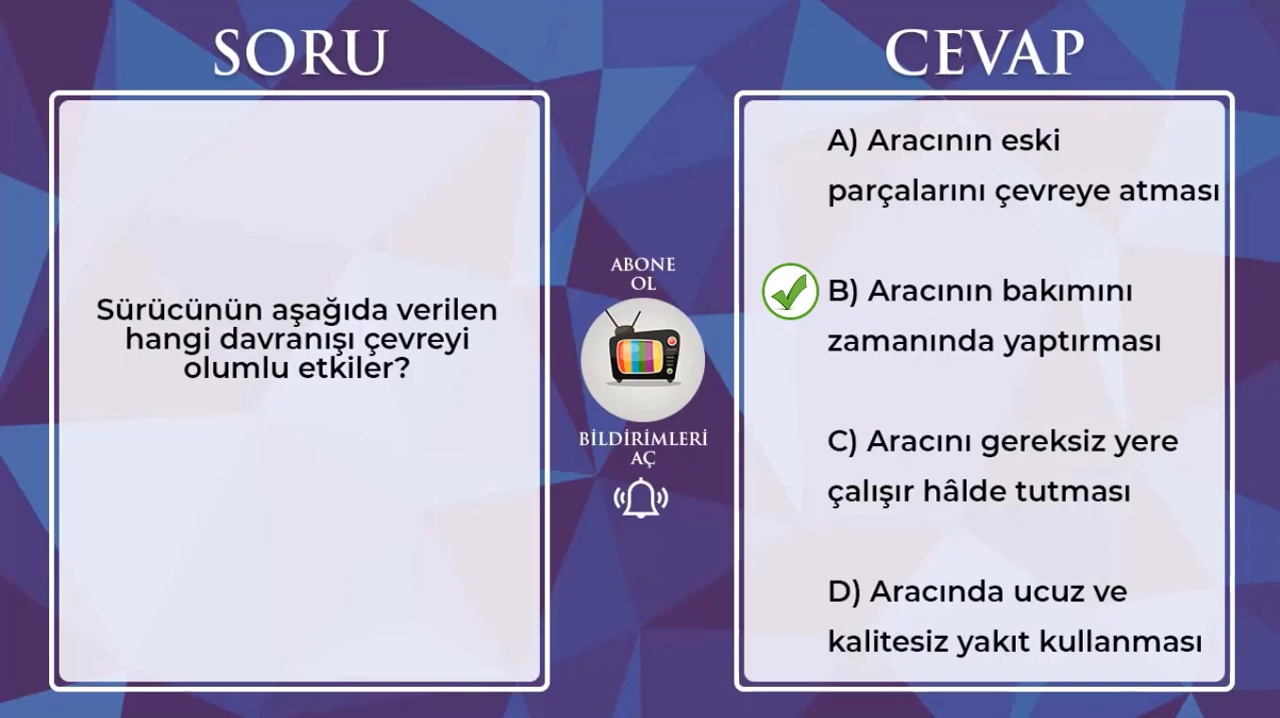 SORU
Sürücünün aşağıda verilen
hangi davranışı çevreyi
olumlu etkiler?
ABONE
OL
BİLDİRİMLERİ
AÇ
CEVAP
A) Aracının eski
parçalarını çevreye atması
B) Aracının bakımını
zamanında yaptırması
C) Aracını gereksiz yere
çalışır hâlde tutması
D) Aracında ucuz ve
kalitesiz yakıt kullanması